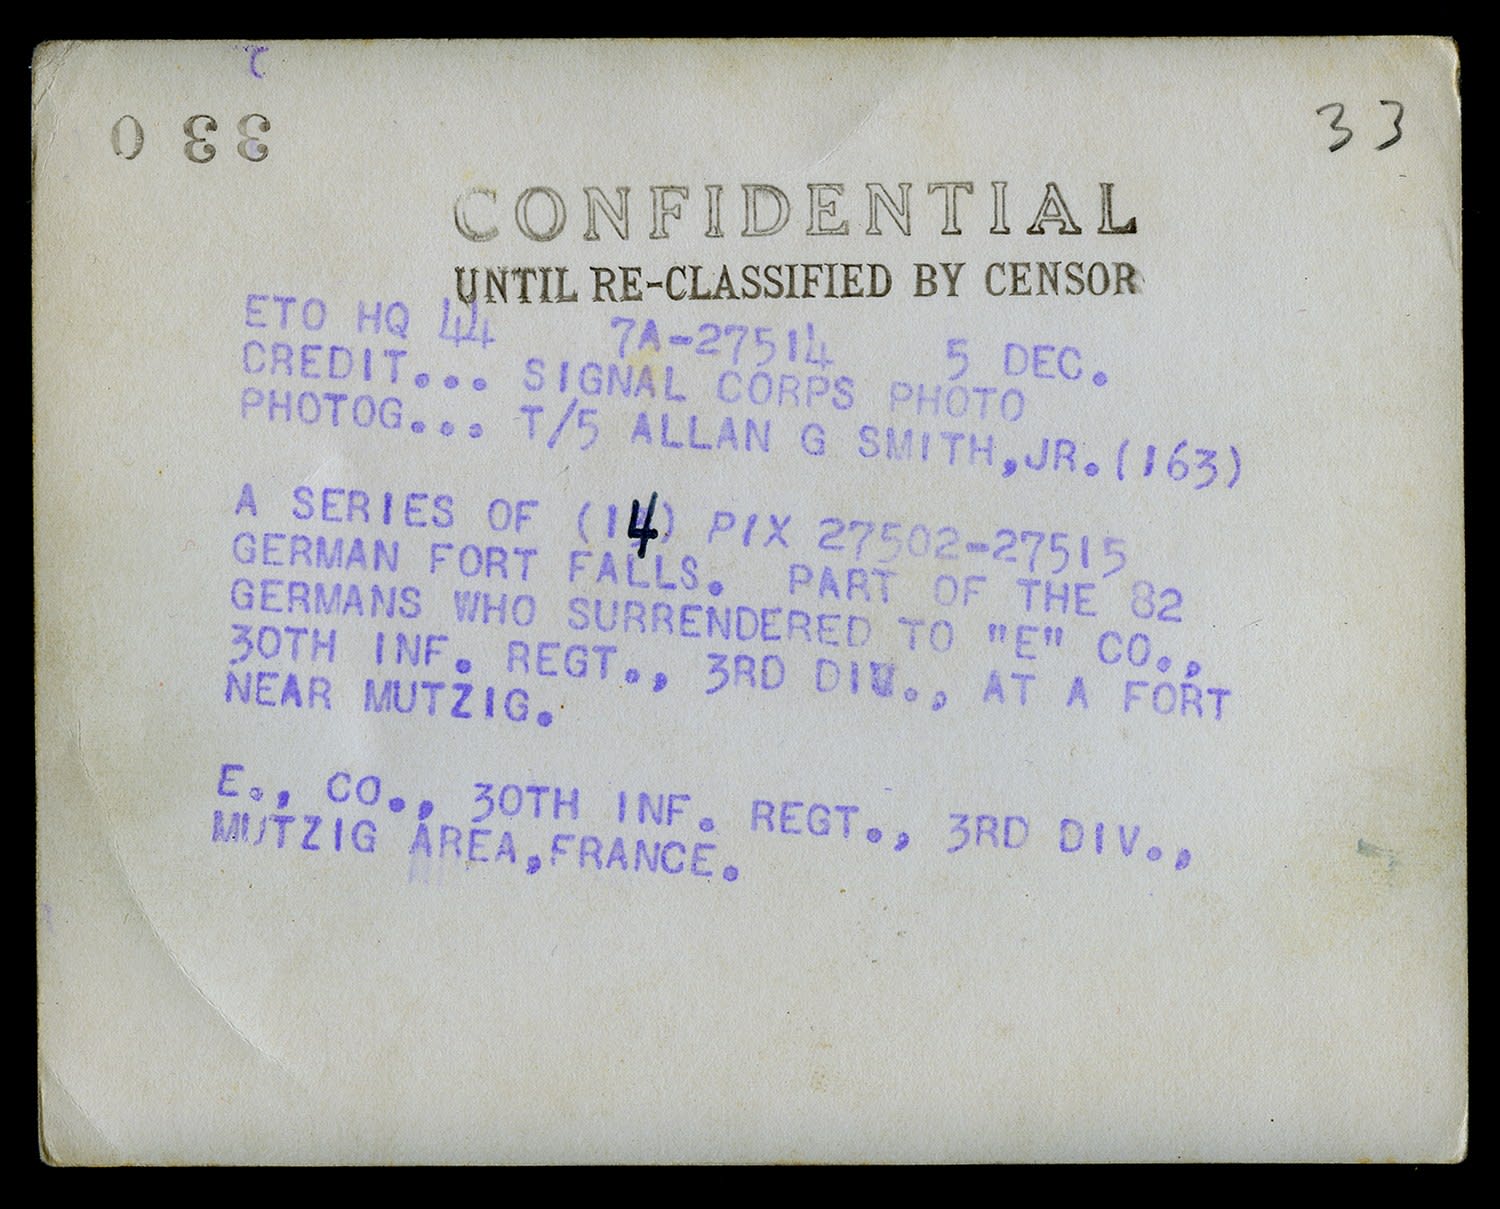 033
33
CONFIDENTIAL
UNTIL RE-CLASSIFIED BY CENSOR
ETO HQ 44 7A-27514 5 DEC.
CREDIT... SIGNAL CORPS PHOTO
PHOTOG... T/5 ALLAN G SMITH,JR.(163)
A SERIES OF (14) PIX 27502-27515
GERMAN FORT FALLS. PART OF THE 82
GERMANS WHO SURRENDERED TO "E" CO.,
30TH INF. REGT., 3RD DIV., AT A FORT
NEAR MUTZIG.
E., CO., 30TH INF. REGT., 3RD DIV.,
MUTZIG AREA,FRANCE.